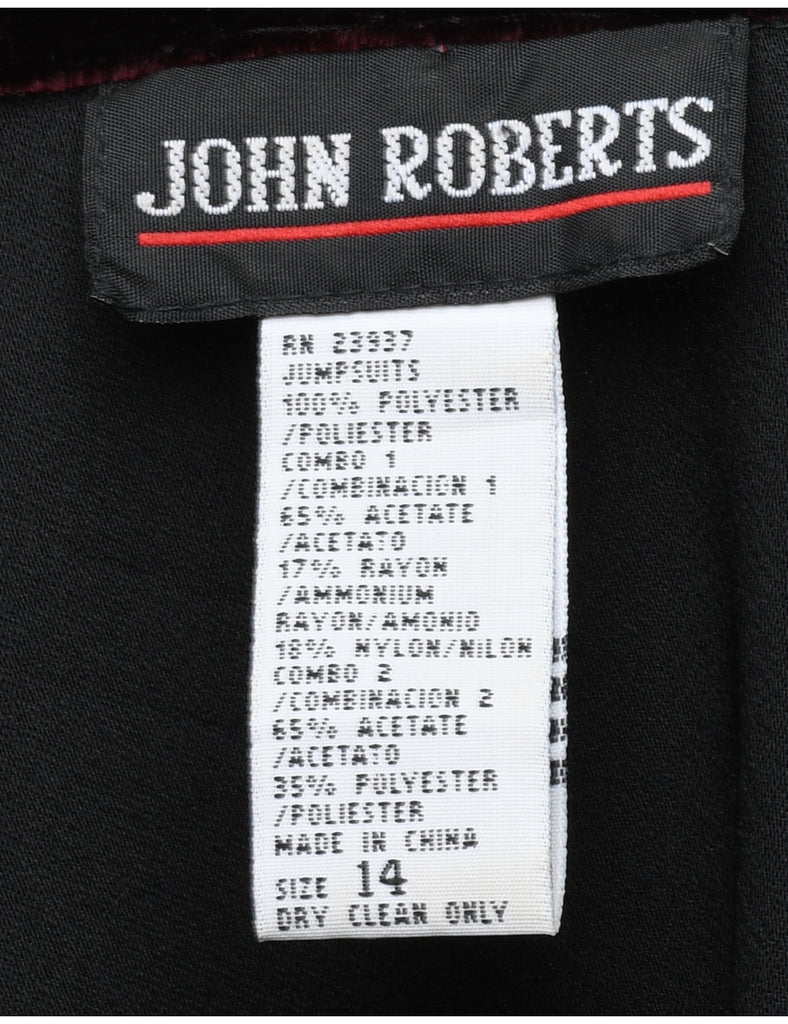 JOHN ROBERTS
RN 23937
JUMPSUITS
100% POLYESTER
/POLIESTER
COMBO 1
/COMBINACION 1
65% ACETATE
/ACETATO
17% RAYON
/AMMONIUM
RAYON/AMONIO
18% NYLON/NILON
COMBO 2
/COMBINACION 2
65% ACETATE
/ACETATO
35% POLYESTER
/POLIESTER
MADE IN CHINA
SIZE 14
DRY CLEAN ONLY